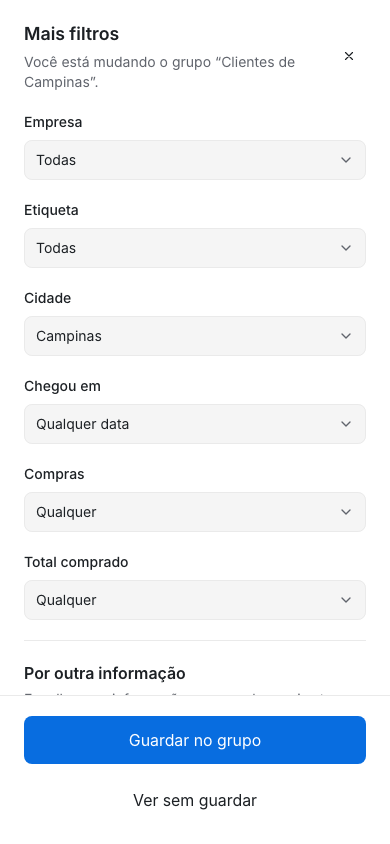 Mais filtros
Você está mudando o grupo “Clientes de
Campinas”.
Empresa
Todas
Etiqueta
Todas
Cidade
Campinas
Chegou em
Qualquer data
Compras
Qualquer
Total comprado
Qualquer
Por outra informação
Guardar no grupo
Ver sem guardar